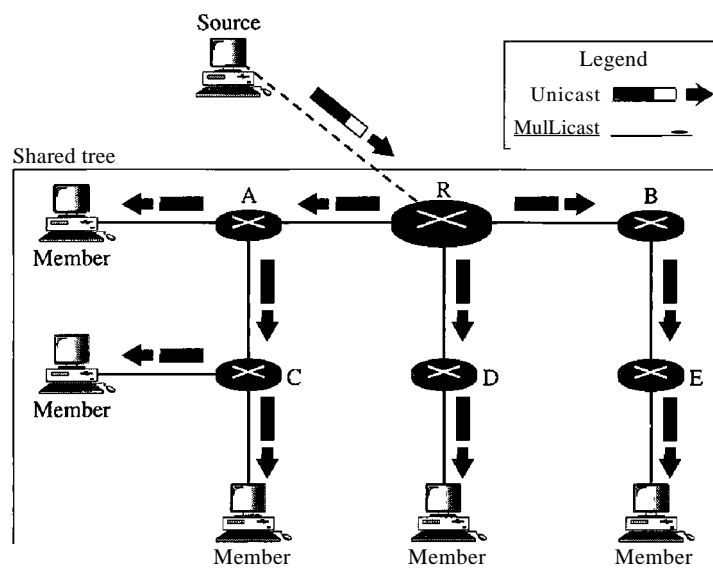 Source
Legend
Unicast
MulLicast
Shared tree
A
R
B
Member
C
D
E
Member
Member
Member
Member